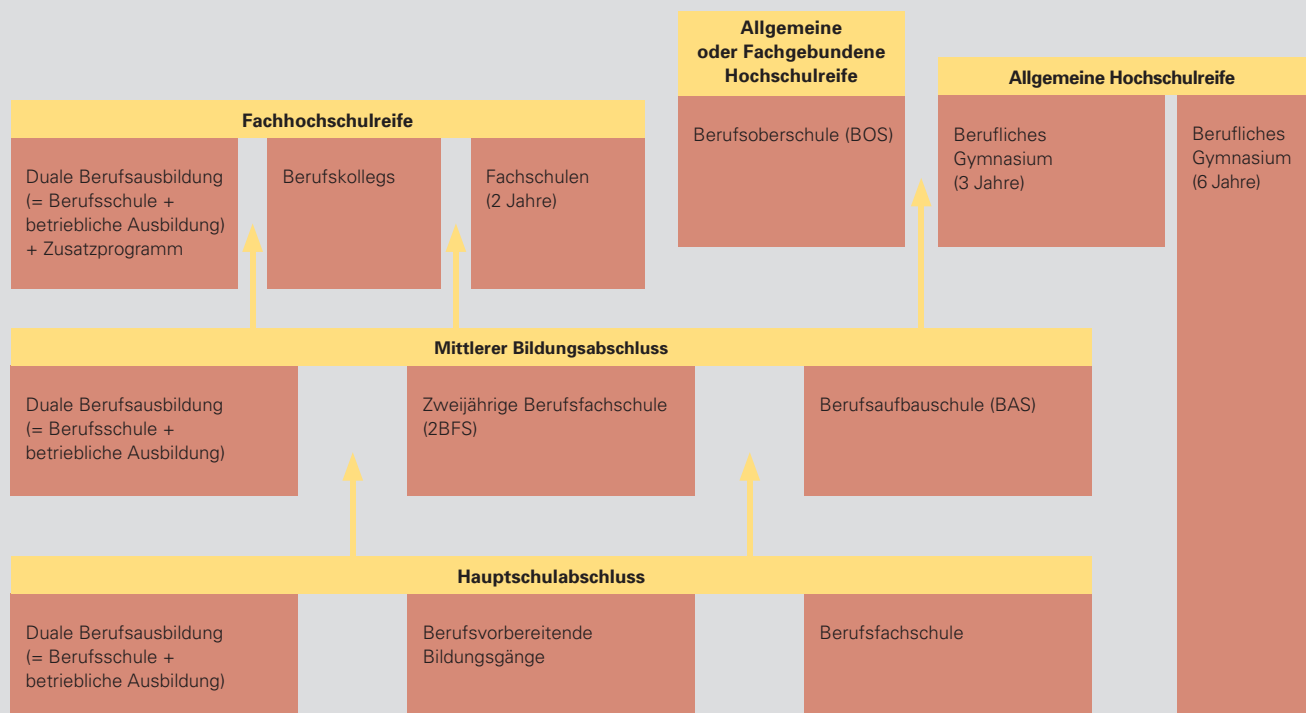 Allgemeine
oder Fachgebundene
Hochschulreife
Allgemeine Hochschulreife
Fachhochschulreife
Duale Berufsausbildung
(= Berufsschule +
betriebliche Ausbildung)
+ Zusatzprogramm
Berufskollegs
Fachschulen
(2 Jahre)
Berufsoberschule (BOS)
Berufliches
Gymnasium
(3 Jahre)
Berufliches
Gymnasium
(6 Jahre)
Mittlerer Bildungsabschluss
Duale Berufsausbildung
(= Berufsschule +
betriebliche Ausbildung)
Zweijährige Berufsfachschule
(2BFS)
Berufsaufbauschule (BAS)
Hauptschulabschluss
Duale Berufsausbildung
(= Berufsschule +
betriebliche Ausbildung)
Berufsvorbereitende
Bildungsgänge
Berufsfachschule